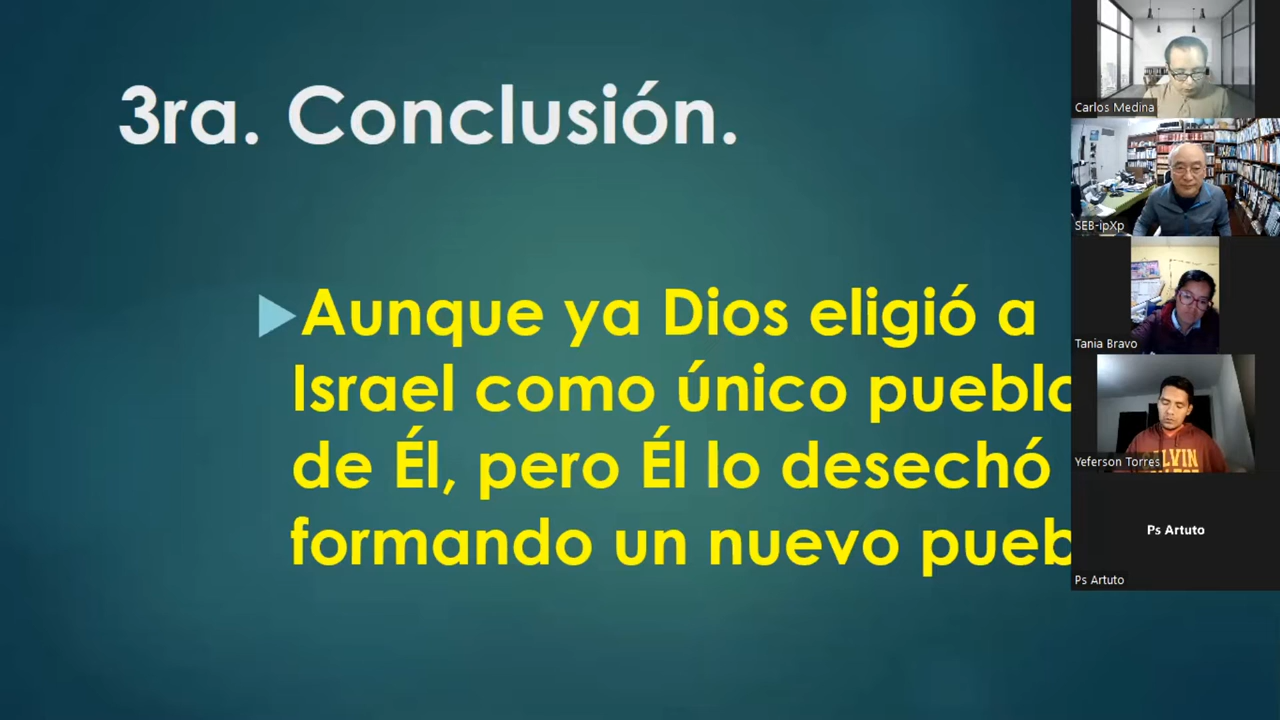 3ra. Conclusión.
Aunque ya Dios eligió a
Israel como único pueblo
de Él, pero Él lo desechó
formando un nuevo pueb
Carlos Medina
SEB-ipXp
Tania Bravo
Yeferson Torres
Ps Artuto
Ps Artuto